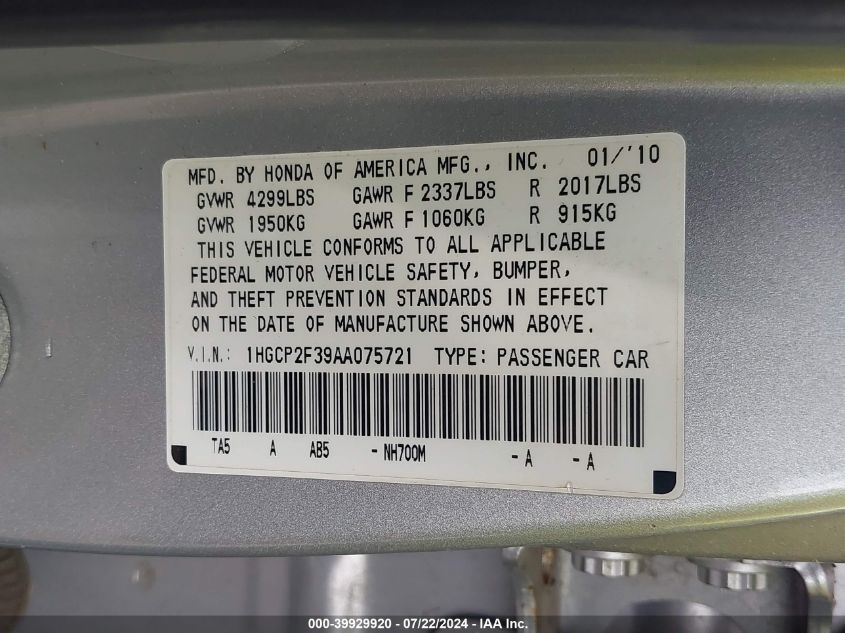 MFD. BY HONDA OF AMERICA MFG., INC. 01/'10
GVWR 4299LBS GAWR F 2337LBS R 2017LBS
GVWR 1950KG GAWR F 1060KG R 915KG
THIS VEHICLE CONFORMS TO ALL APPLICABLE
FEDERAL MOTOR VEHICLE SAFETY, BUMPER,
AND THEFT PREVENTION STANDARDS IN EFFECT
ON THE DATE OF MANUFACTURE SHOWN ABOVE.
V.I.N.: 1HGCP2F39AA075721 TYPE: PASSENGER CAR
TA5 A AB5 - NH700M - A - A
000-39929920 - 07/22/2024 - IAA Inc.